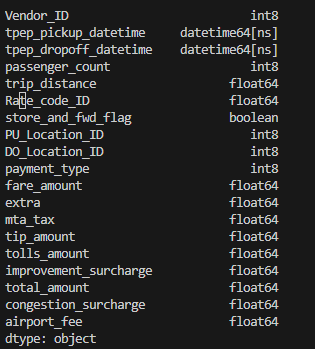 Vendor_ID int8
tpep_pickup_datetime datetime64[ns]
tpep_dropoff_datetime datetime64[ns]
passenger_count int8
trip_distance float64
Rate_code_ID float64
store_and_fwd_flag boolean
PU_Location_ID int8
DO_Location_ID int8
payment_type int8
fare_amount float64
extra float64
mta_tax float64
tip_amount float64
tolls_amount float64
improvement_surcharge float64
total_amount float64
congestion_surcharge float64
airport_fee float64
dtype: object